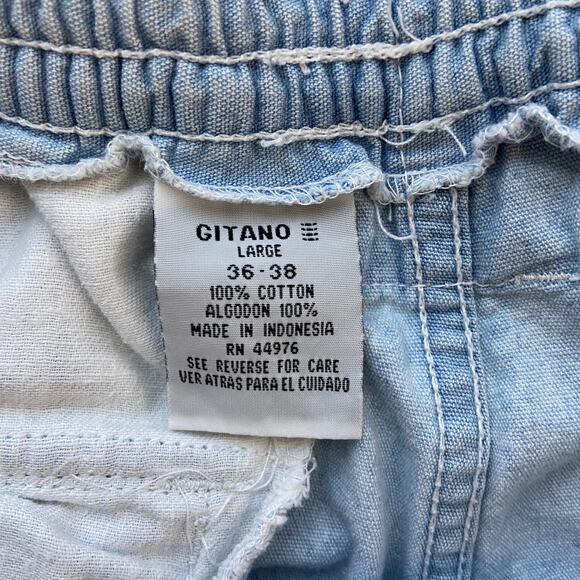 GITANO
LARGE
36-38
100% COTTON
ALGODON 100%
MADE IN INDONESIA
RN 44976
SEE REVERSE FOR CARE
VER ATRAS PARA EL CUIDADO